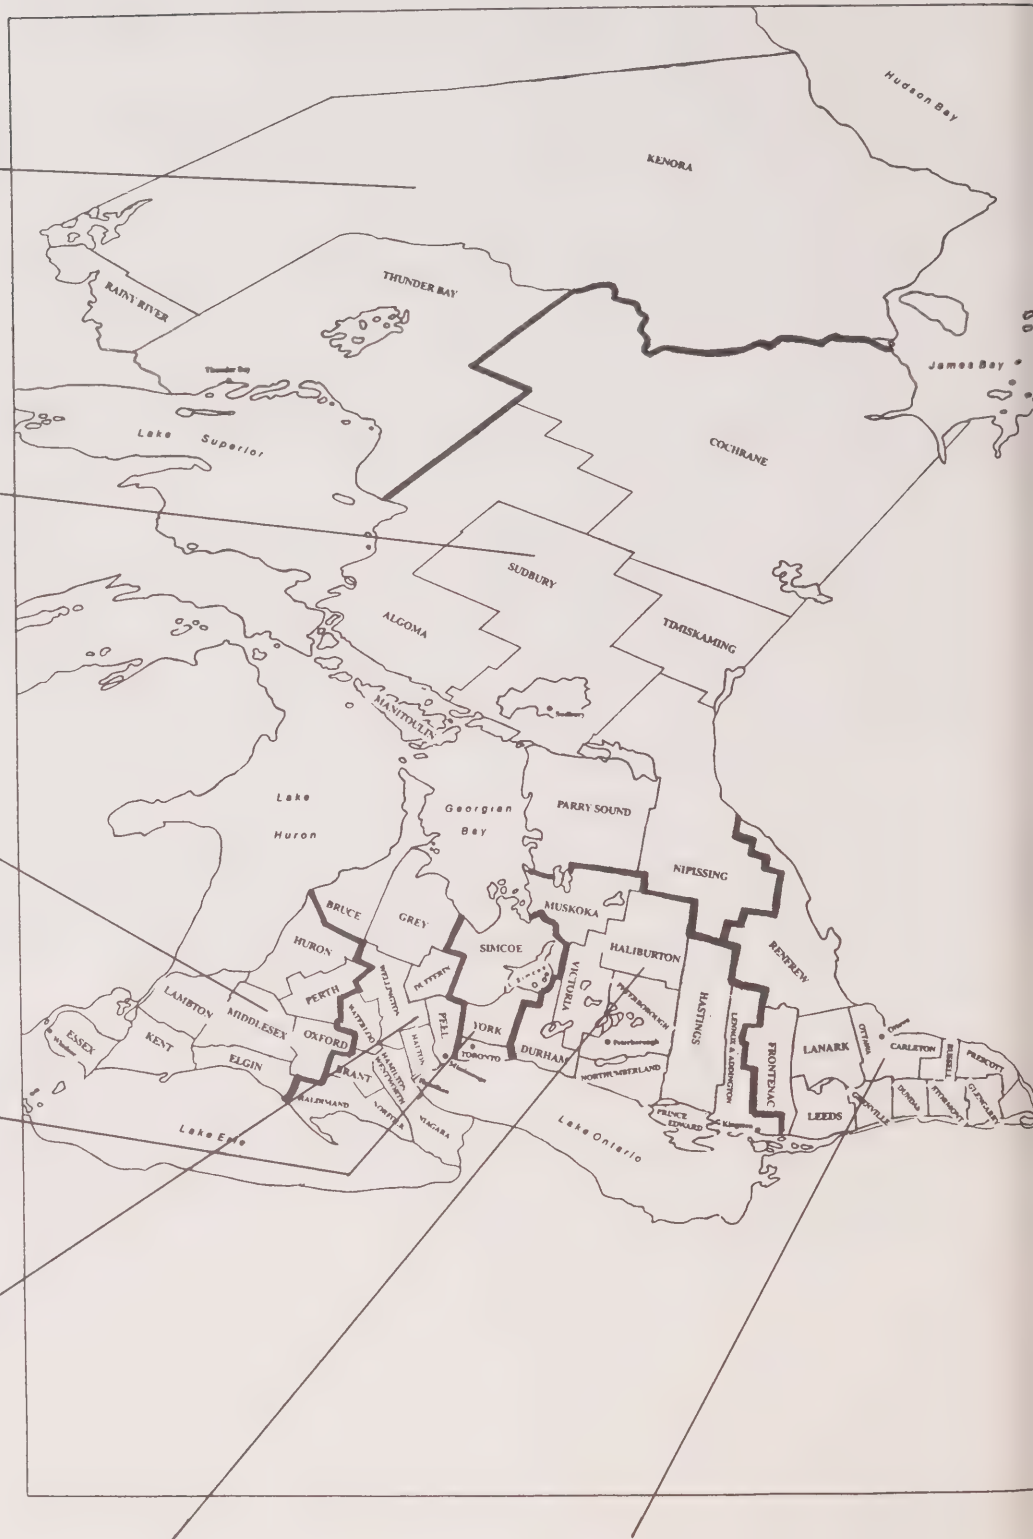 Hudson Bay
KENORA
THUNDER BAY
RAINY RIVER
Thunder Bay
James Bay
Lake Superior
COCHRANE
SUDBURY
ALGOMA
TIMISKAMING
MANITOULIN
Sudbury
Lake
Huron
Georgian
Bay
PARRY SOUND
NIPISSING
BRUCE
GREY
MUSKOKA
HURON
SIMCOE
HALIBURTON
RENFREW
WELLINGTON
DUFFERIN
VICTORIA
PETERBOROUGH
HASTINGS
LENNOX & ADDINGTON
LAMBTON
PERTH
MIDDLESEX
OXFORD
WATERLOO
PEEL
YORK
TORONTO
DURHAM
Peterborough
NORTHUMBERLAND
FRONTENAC
LANARK
OTTAWA
Ottawa
CARLETON
RUSSELL
PRESCOTT
ESSEX
Windsor
KENT
ELGIN
BRANT
HAMILTON
WENTWORTH
HALTON
Mississauga
HALDIMAND
NORFOLK
NIAGARA
PRINCE
EDWARD
Kingston
LEEDS
GRENVILLE
DUNDAS
STORMONT
GLENGARRY
Lake Erie
Lake Ontario